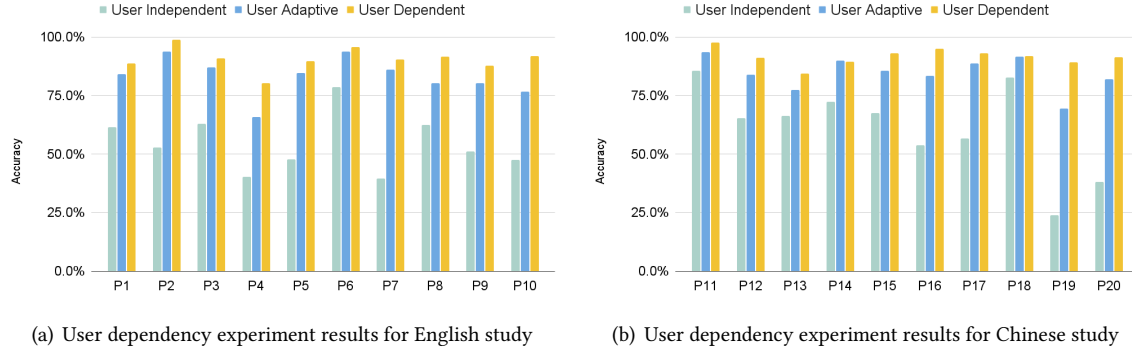 User Independent User Adaptive User Dependent
100.0%
75.0%
50.0%
25.0%
0.0%
Accuracy
P1 P2 P3 P4 P5 P6 P7 P8 P9 P10
(a) User dependency experiment results for English study
User Independent User Adaptive User Dependent
100.0%
75.0%
50.0%
25.0%
0.0%
Accuracy
P11 P12 P13 P14 P15 P16 P17 P18 P19 P20
(b) User dependency experiment results for Chinese study